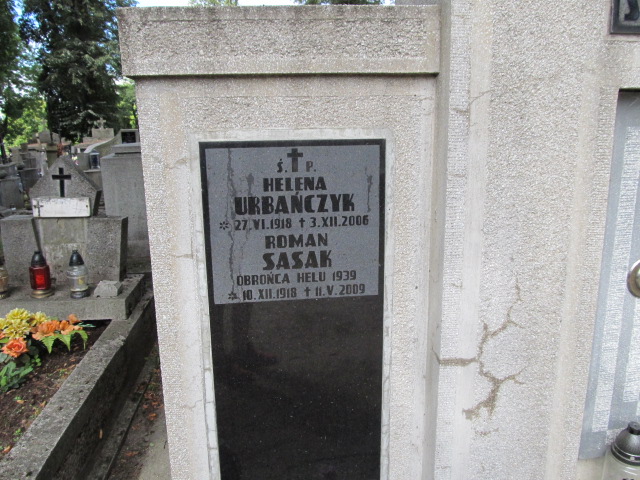 Ś. P.
HELENA
URBAŃCZYK
* 27.VI.1918 † 3.XII.2006
ROMAN
SASAK
OBROŃCA HELU 1939
* 10.XII.1918 † 11.V.2009